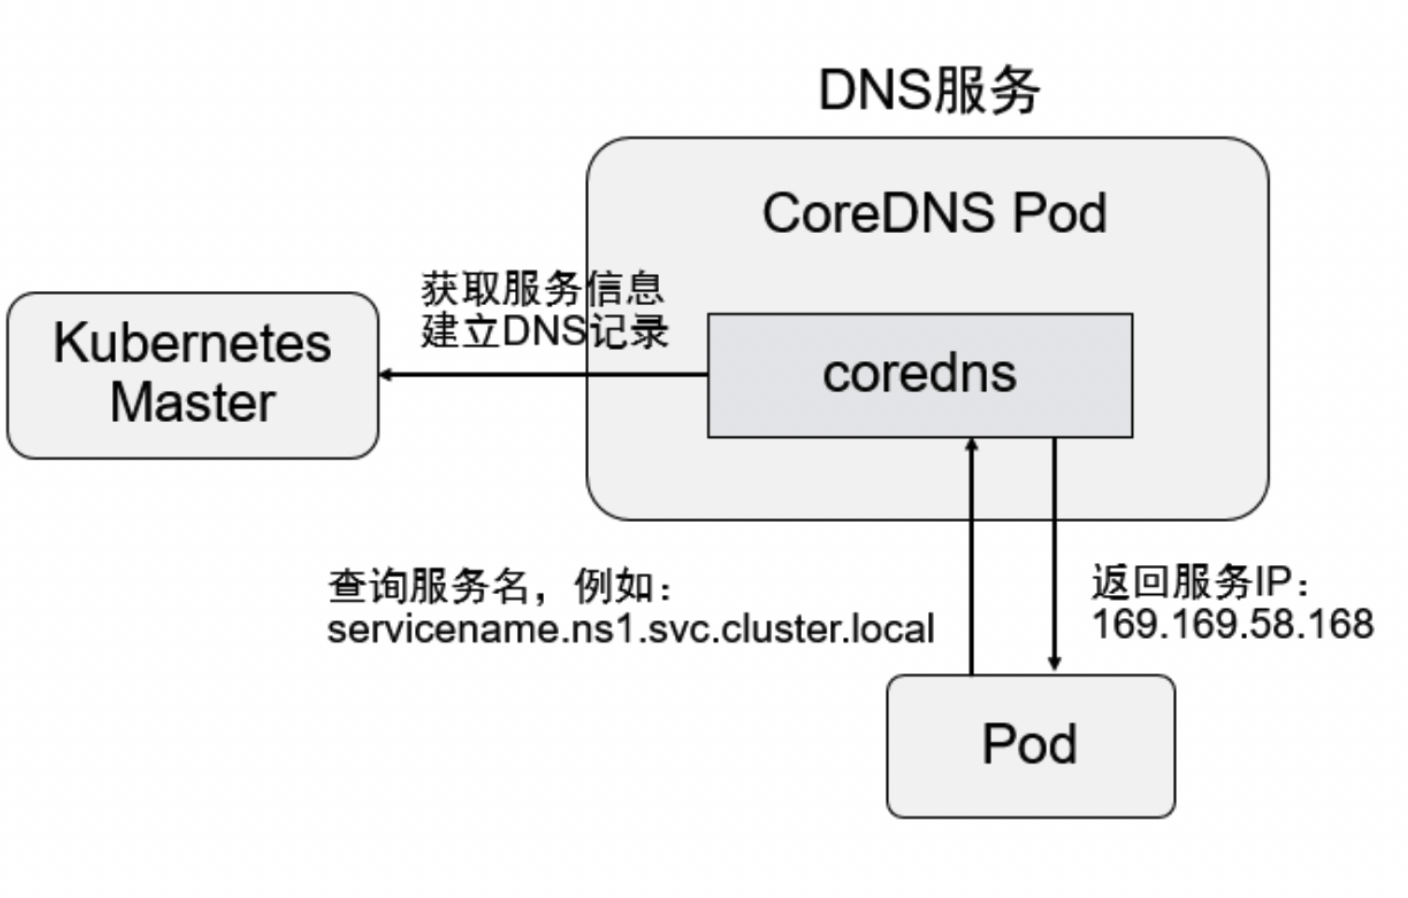 DNS服务
CoreDNS Pod
获取服务信息
建立DNS记录
Kubernetes
Master
coredns
查询服务名，例如：
servicename.ns1.svc.cluster.local
返回服务IP：
169.169.58.168
Pod